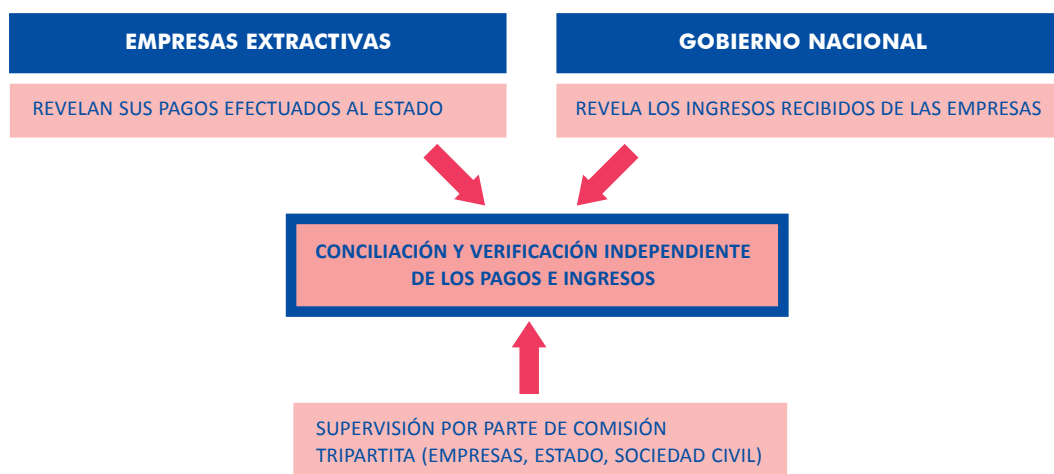 EMPRESAS EXTRACTIVAS
REVELAN SUS PAGOS EFECTUADOS AL ESTADO
GOBIERNO NACIONAL
REVELA LOS INGRESOS RECIBIDOS DE LAS EMPRESAS
CONCILIACIÓN Y VERIFICACIÓN INDEPENDIENTE
DE LOS PAGOS E INGRESOS
SUPERVISIÓN POR PARTE DE COMISIÓN
TRIPARTITA (EMPRESAS, ESTADO, SOCIEDAD CIVIL)